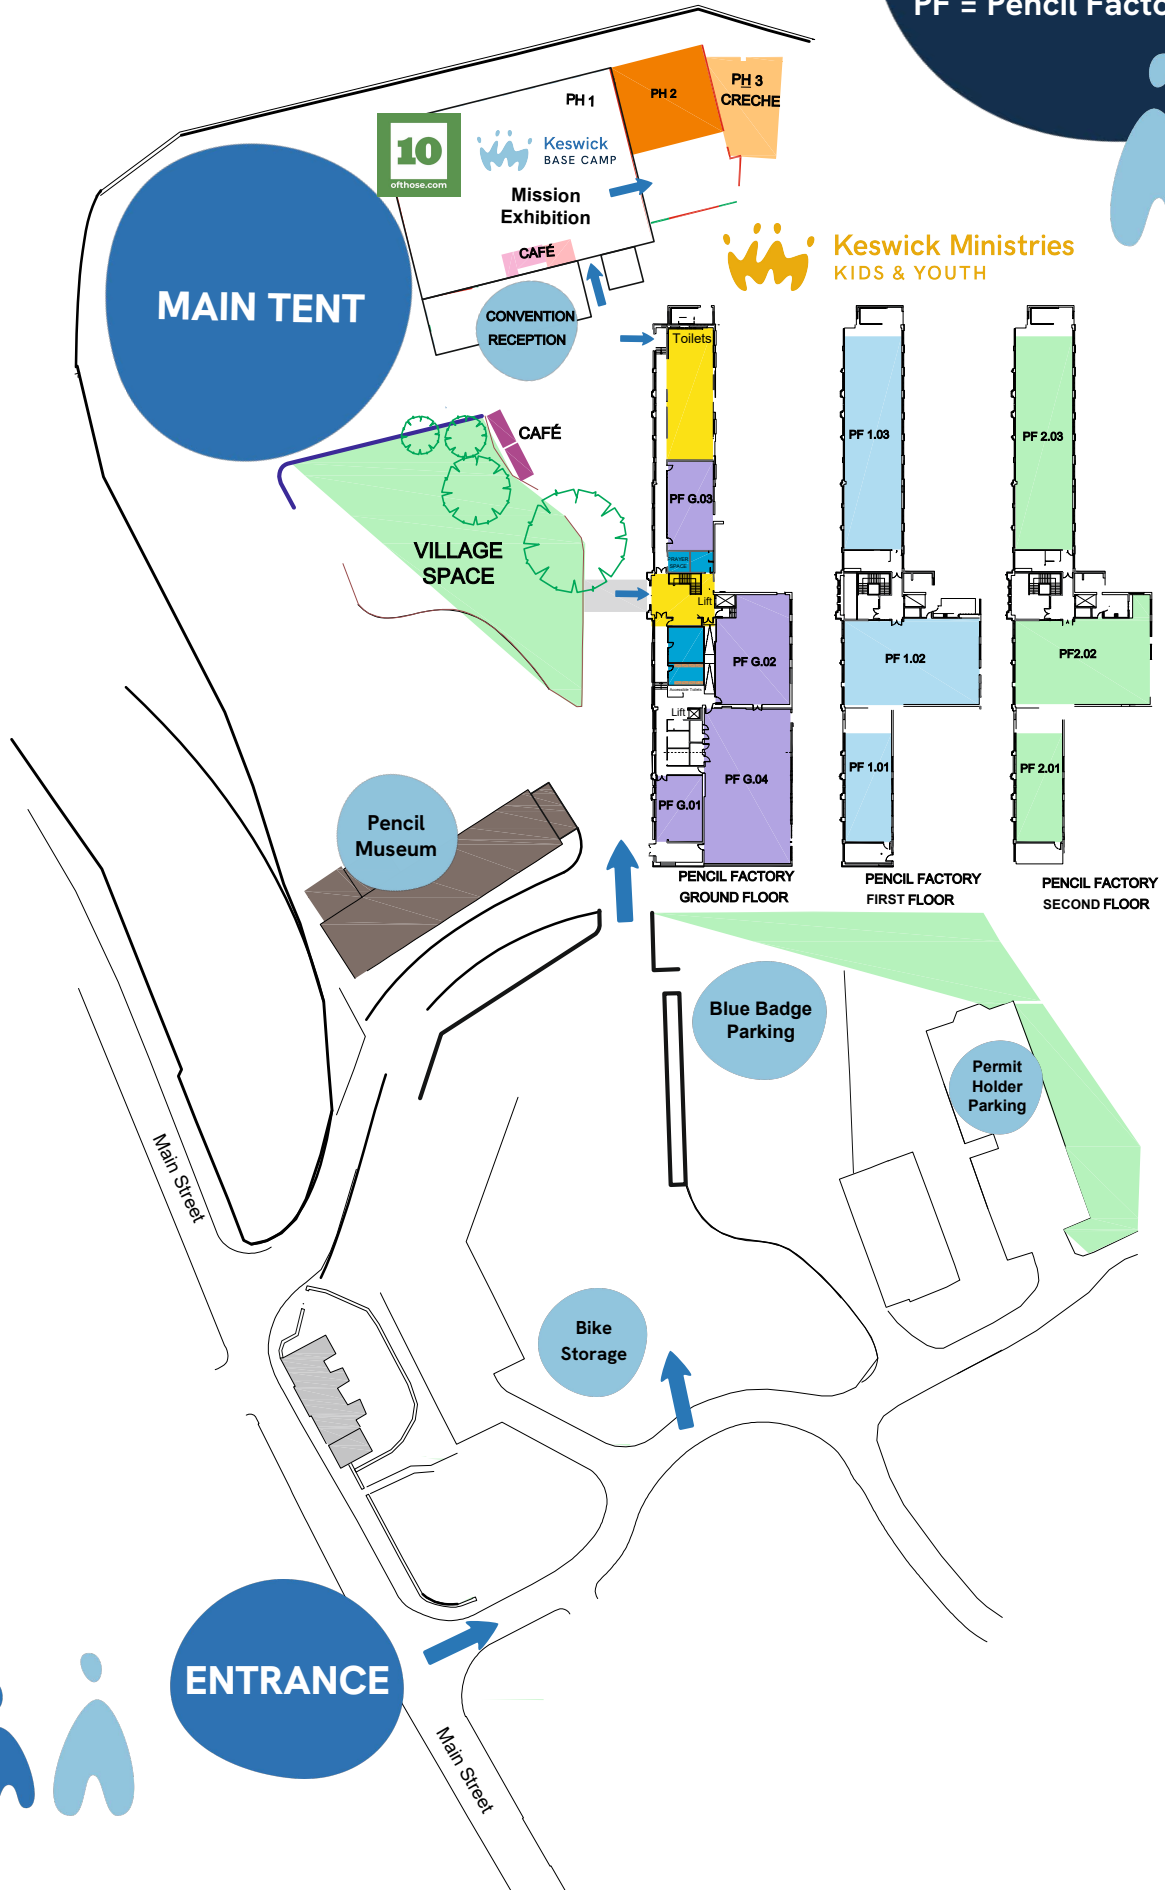 PF = Pencil Facto
PH 1
PH 2
PH 3
CRECHE
10
ofthose.com
Keswick
BASE CAMP
Mission
Exhibition
CAFÉ
MAIN TENT
CONVENTION
RECEPTION
Keswick Ministries
KIDS & YOUTH
Toilets
CAFÉ
VILLAGE
SPACE
PF G.03
PRAYER
SPACE
Lift
PF G.02
Accessible Toilets
Lift
PF G.04
PF G.01
PENCIL FACTORY
GROUND FLOOR
PF 1.03
PF 1.02
PF 1.01
PENCIL FACTORY
FIRST FLOOR
PF 2.03
PF2.02
PF 2.01
PENCIL FACTORY
SECOND FLOOR
Pencil
Museum
Blue Badge
Parking
Permit
Holder
Parking
Main Street
Bike
Storage
ENTRANCE
Main Street